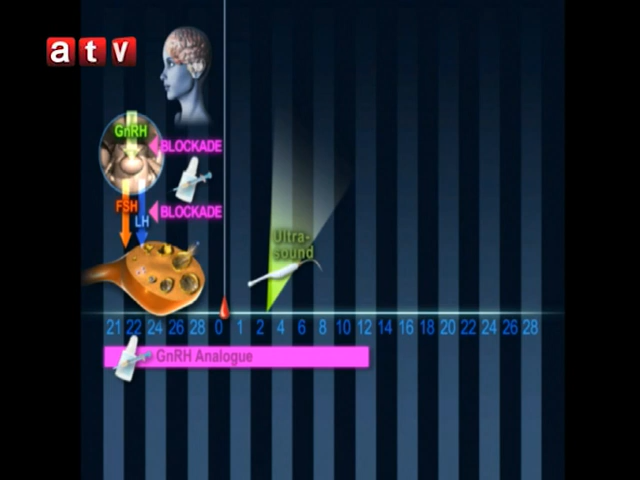 atv
GnRH
BLOCKADE
FSH
BLOCKADE
LH
Ultra-
sound
21 22 24 26 28 0 1 2 4 6 8 10 12 14 16 18 20 22 24 26 28
GnRH Analogue